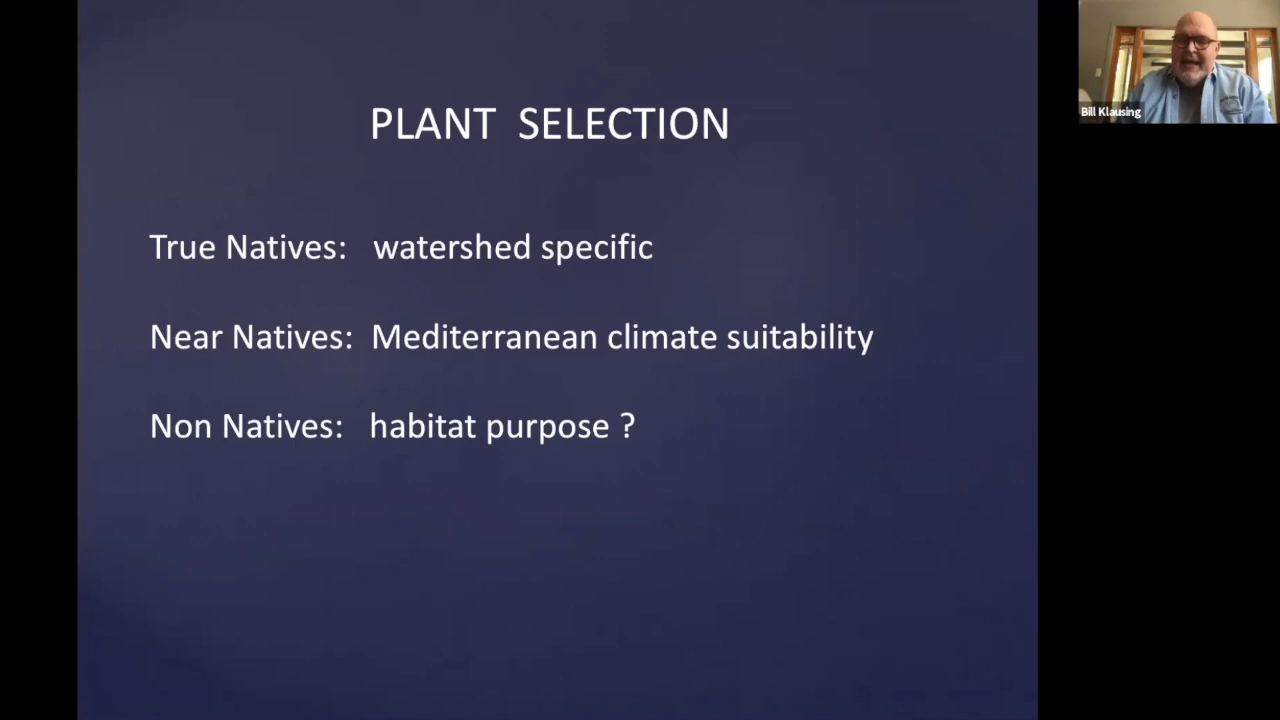 PLANT SELECTION
True Natives: watershed specific
Near Natives: Mediterranean climate suitability
Non Natives: habitat purpose ?
Bill Klausing